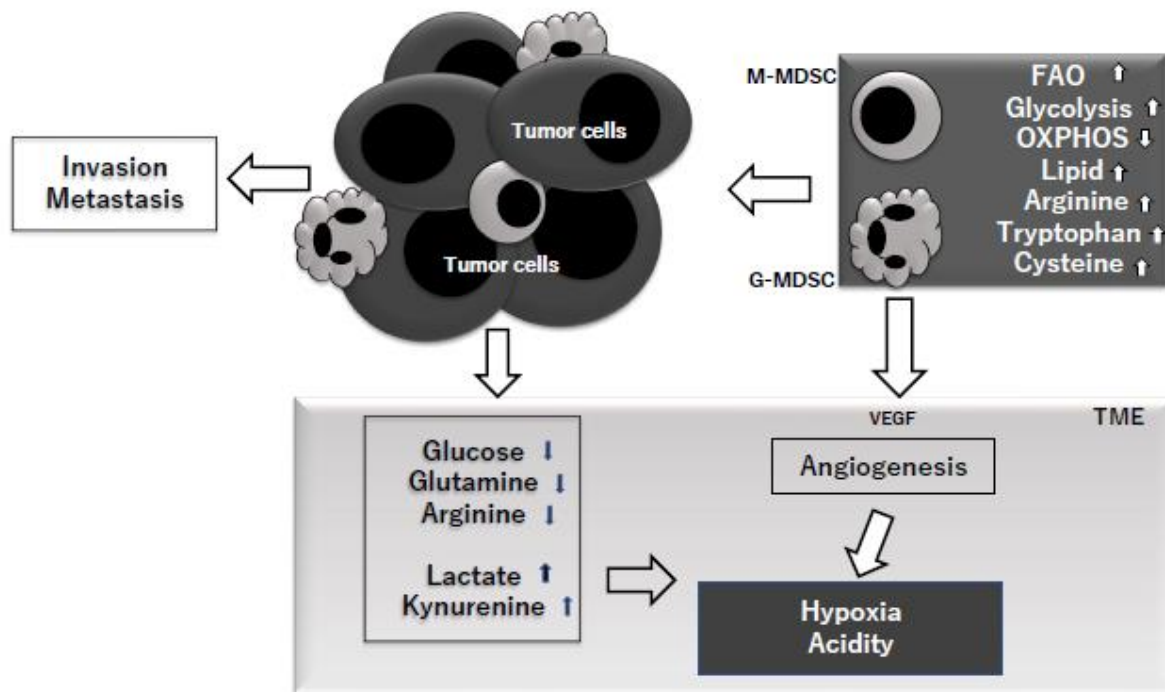 M-MDSC
FAO ⬆
Glycolysis ⬆
OXPHOS ⬇
Lipid ⬆
Arginine ⬆
Tryptophan ⬆
Cysteine ⬆
G-MDSC
Tumor cells
Tumor cells
Invasion
Metastasis
VEGF
TME
Glucose ⬇
Glutamine ⬇
Arginine ⬇
Lactate ⬆
Kynurenine ⬆
Angiogenesis
Hypoxia
Acidity